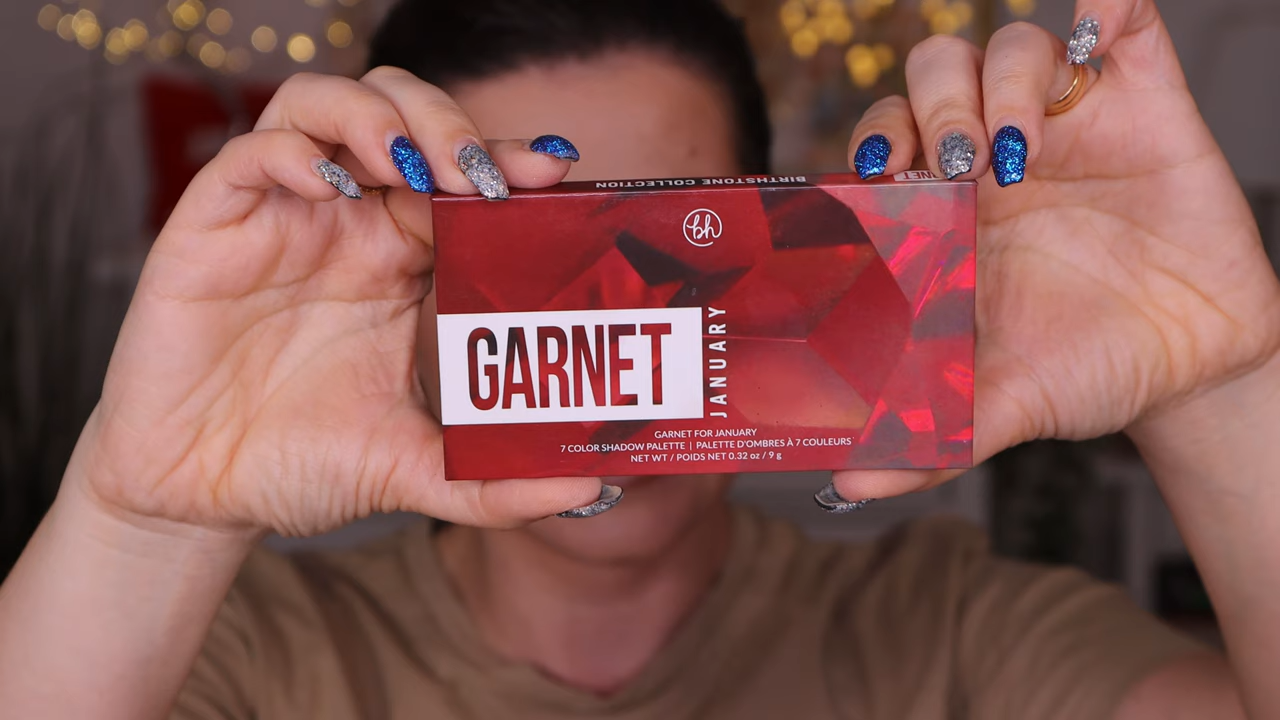 BIRTHSTONE COLLECTION
bh
GARNET
JANUARY
GARNET FOR JANUARY
7 COLOR SHADOW PALETTE | PALETTE D'OMBRES À 7 COULEURS
NET WT / POIDS NET 0.32 oz / 9 g